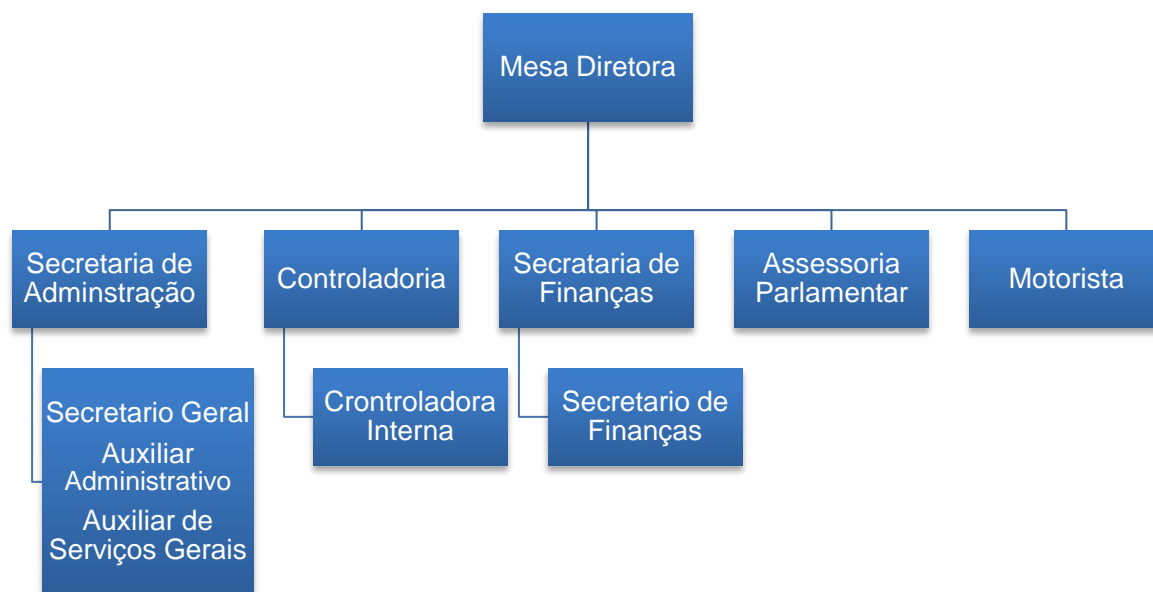 Mesa Diretora
Secretaria de
Adminstração
Controladoria
Secrataria de
Finanças
Assessoria
Parlamentar
Motorista
Secretario Geral
Auxiliar
Administrativo
Auxiliar de
Serviços Gerais
Crontroladora
Interna
Secretario de
Finanças